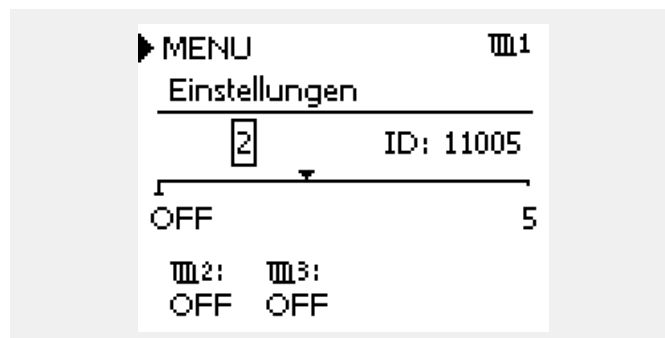 MENU 1
Einstellungen
2 ID: 11005
OFF 5
2: 3:
OFF OFF